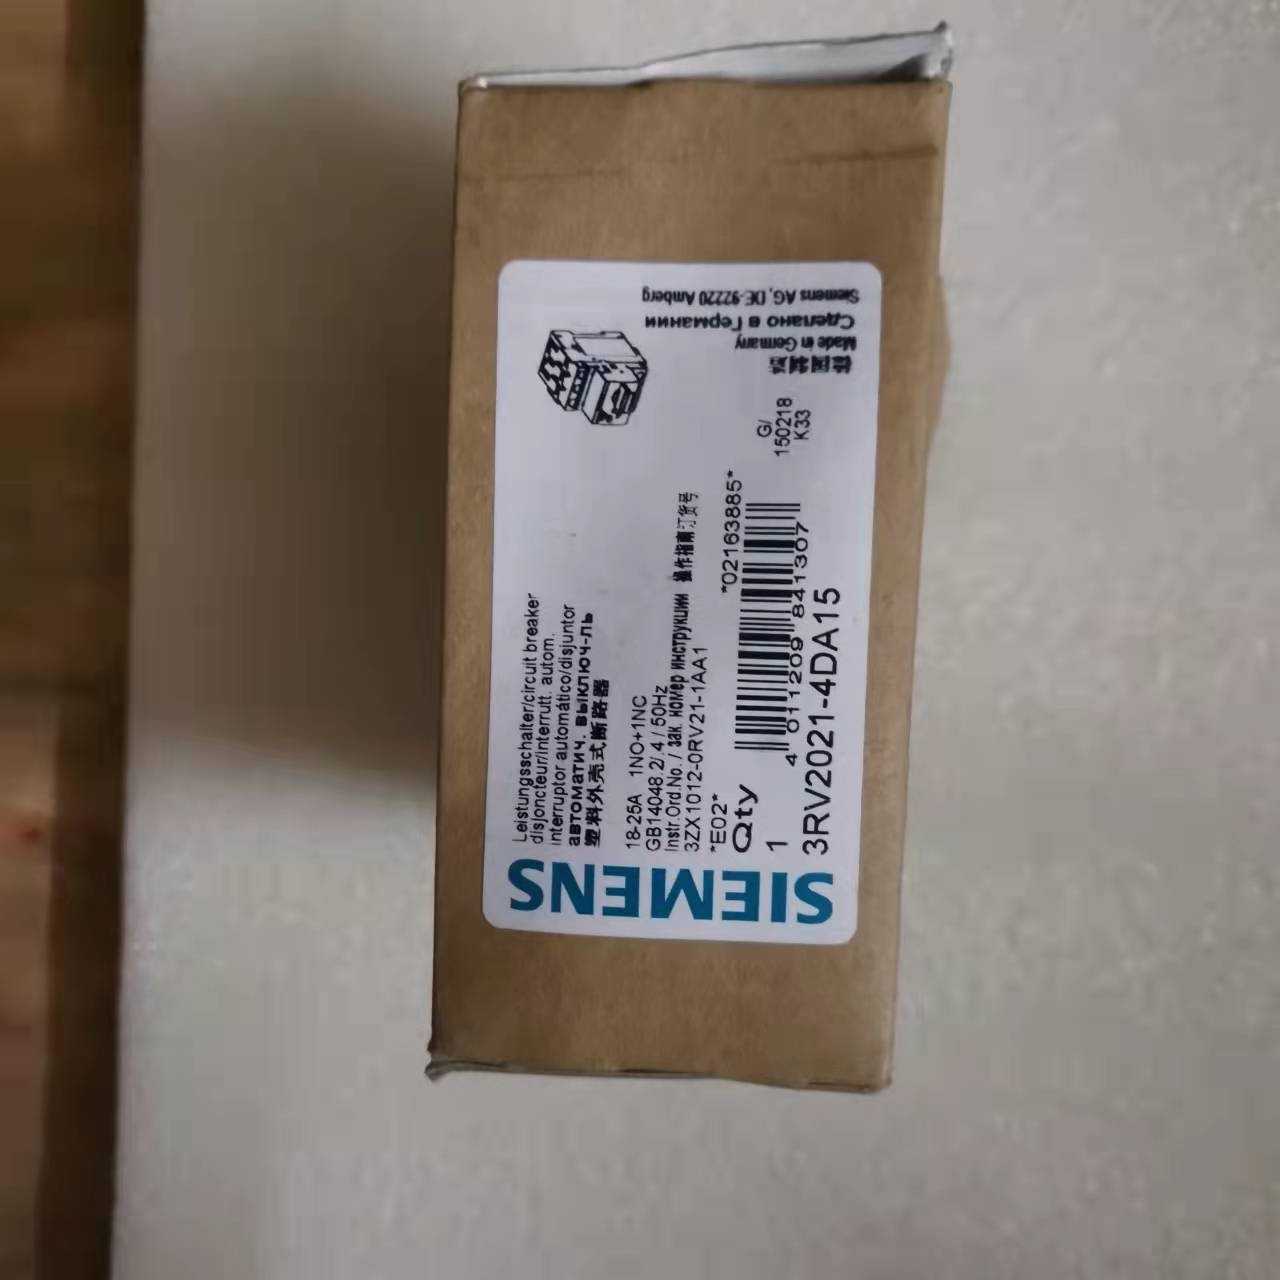 SIEMENS
Leistungsschalter/circuit breaker
disjoncteur/interrutt. autom.
interruptor automático/disjuntor
автоматич. выключ-ль
塑料外壳式断路器
18-25A 1NO+1NC
GB14048 2/.4 / 50Hz
Instr.Ord.No. / зак. номер инструкции 操作指南订货号
3ZX1012-0RV21-1AA1
*E02*
*02163885*
Qty
1
4 011209 841307
3RV2021-4DA15
G/
150218
K33
德国制造
Made in Germany
Сделано в Германии
Siemens AG, DE-92220 Amberg